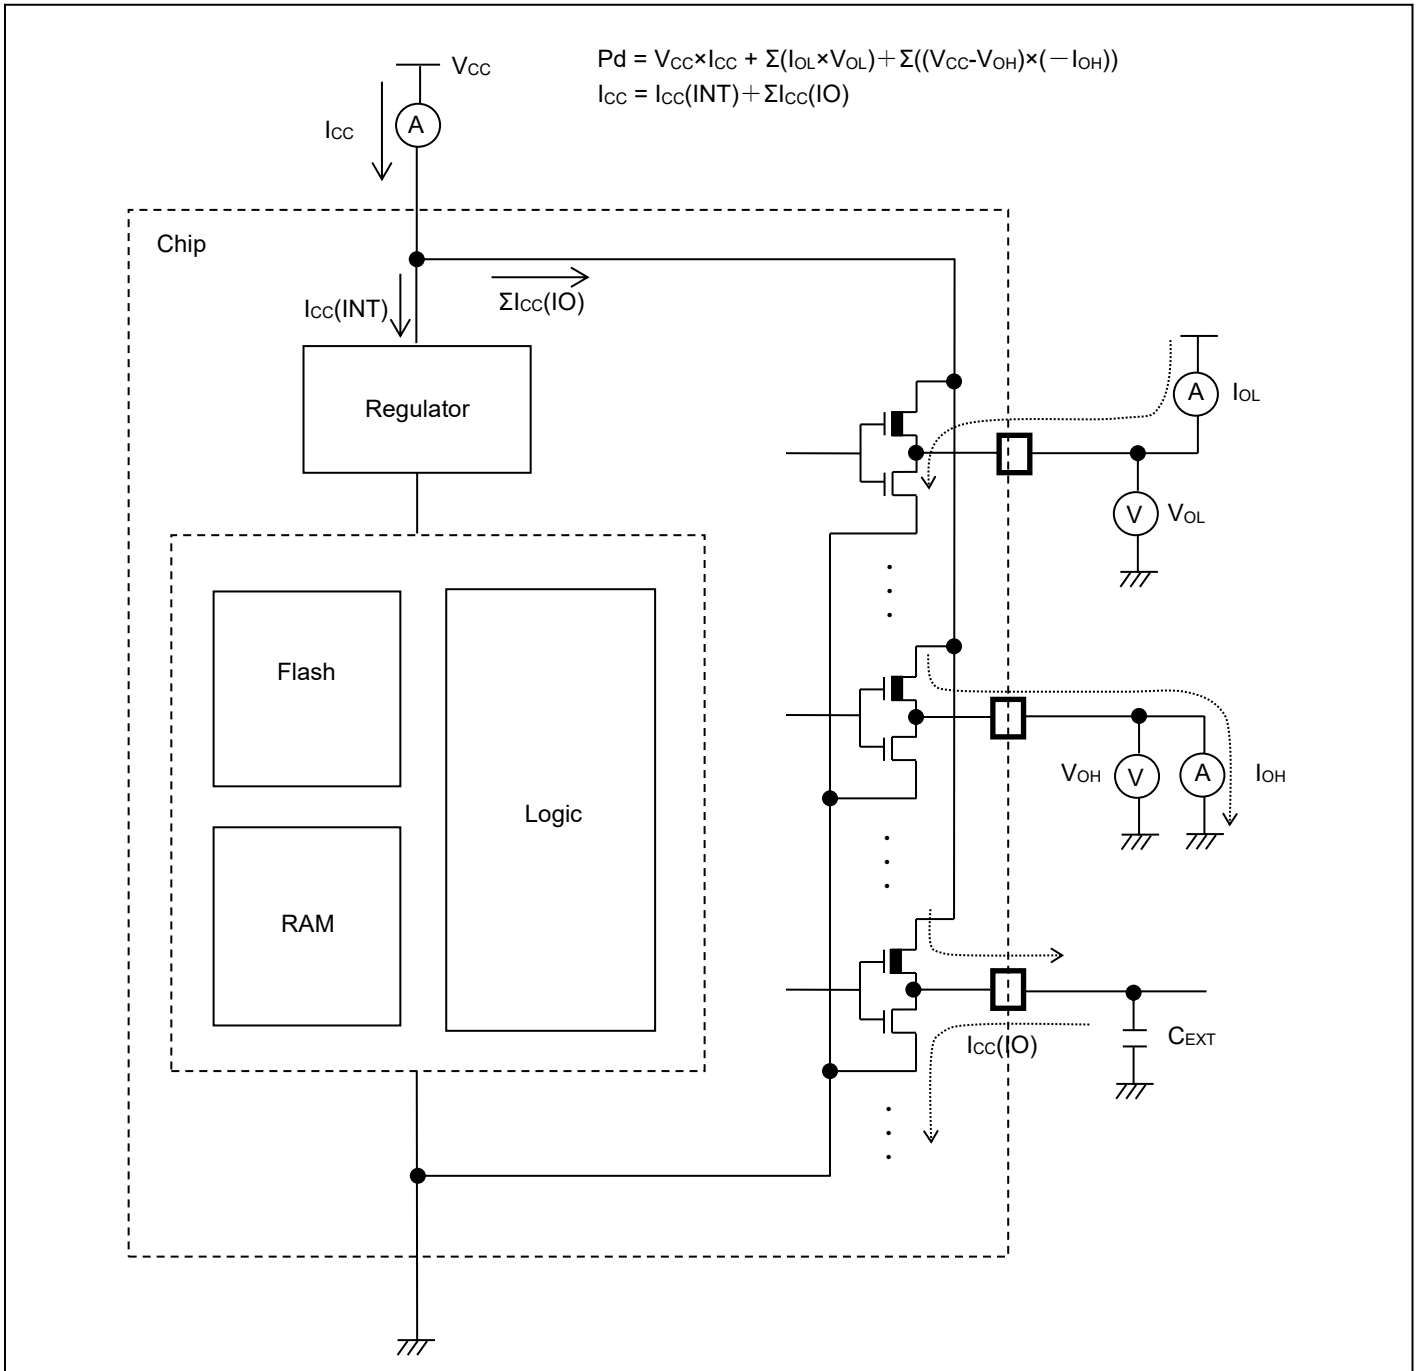 Pd = VCC×ICC + Σ(IOL×VOL)＋Σ((VCC-VOH)×(－IOH))
ICC = ICC(INT)＋ΣICC(IO)
VCC
A
ICC
Chip
ICC(INT)
ΣICC(IO)
Regulator
A
IOL
V
VOL
Flash
Logic
RAM
VOH
V
A
IOH
ICC(IO)
CEXT